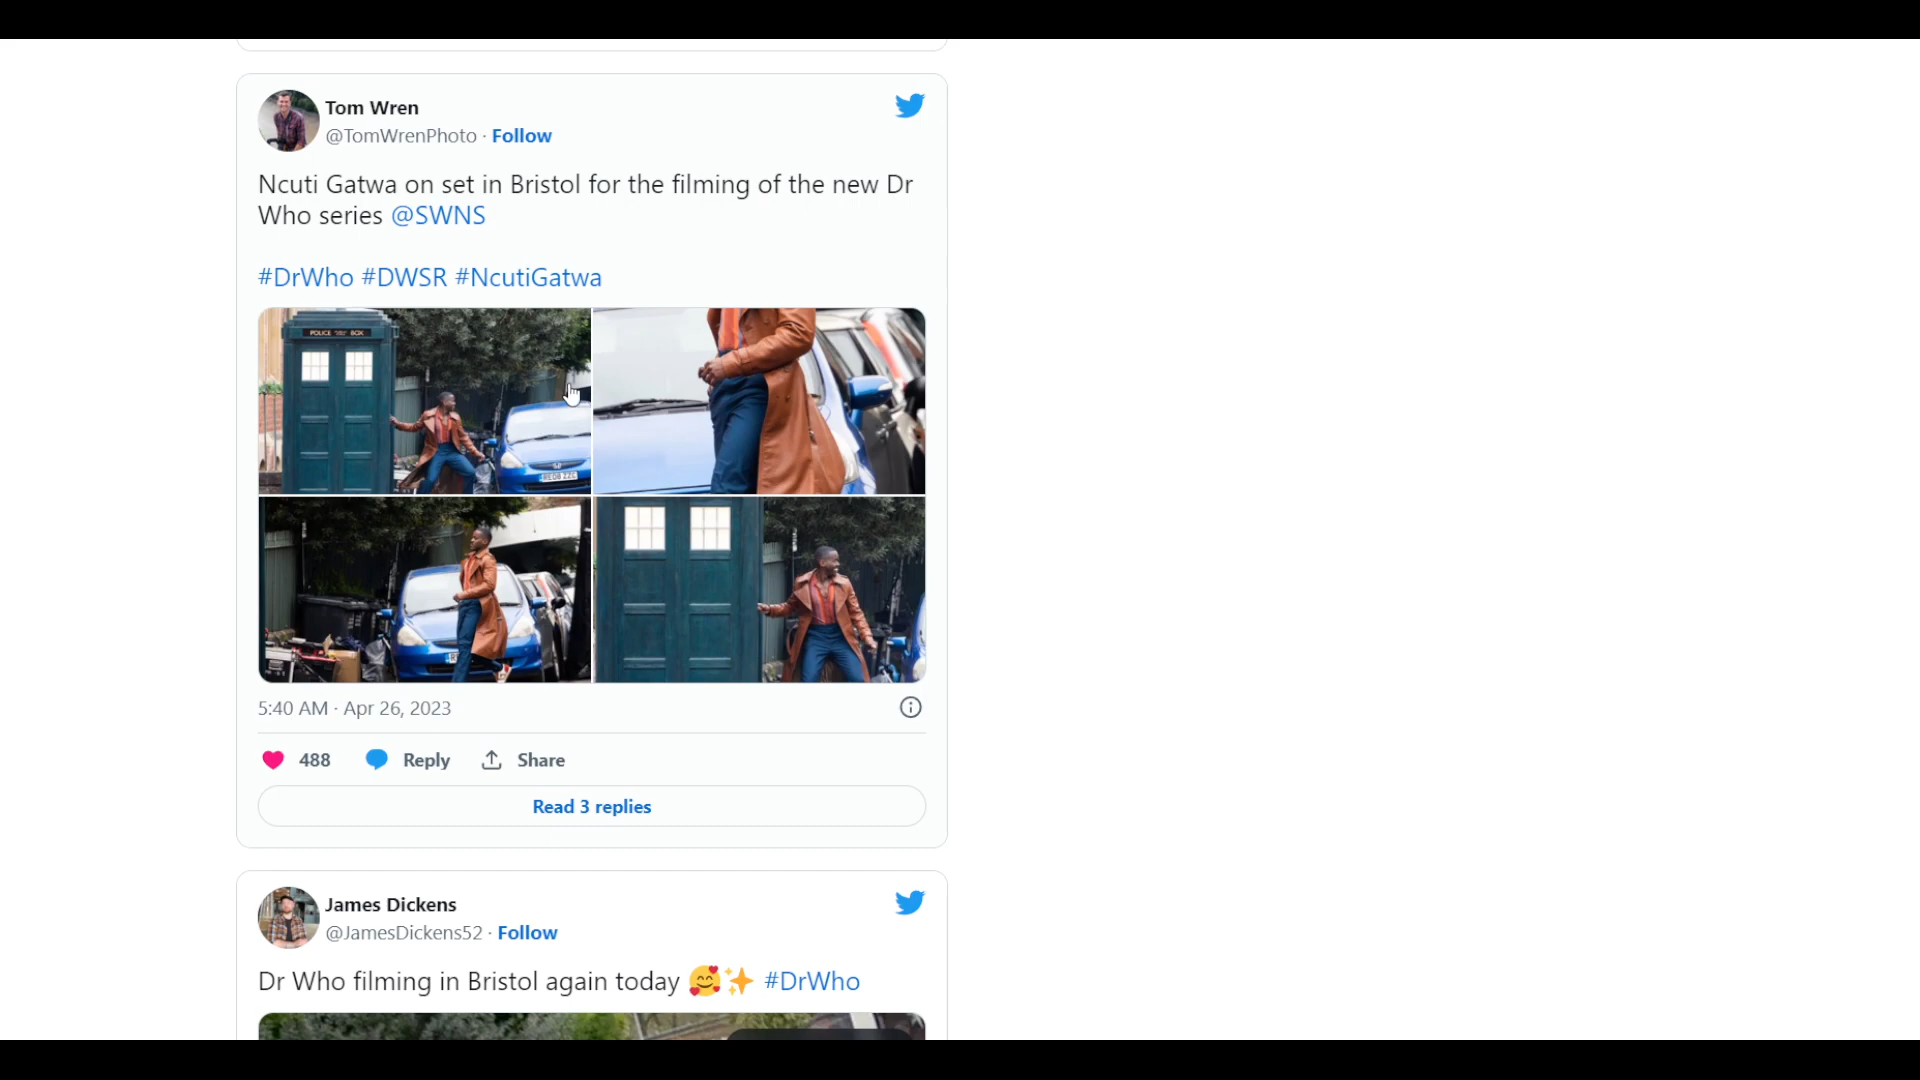 Tom Wren
@TomWrenPhoto · Follow
Ncuti Gatwa on set in Bristol for the filming of the new Dr
Who series @SWNS
#DrWho #DWSR #NcutiGatwa
POLICE BOX
5:40 AM · Apr 26, 2023
488 Reply Share
Read 3 replies
James Dickens
@JamesDickens52 · Follow
Dr Who filming in Bristol again today 🥰✨ #DrWho